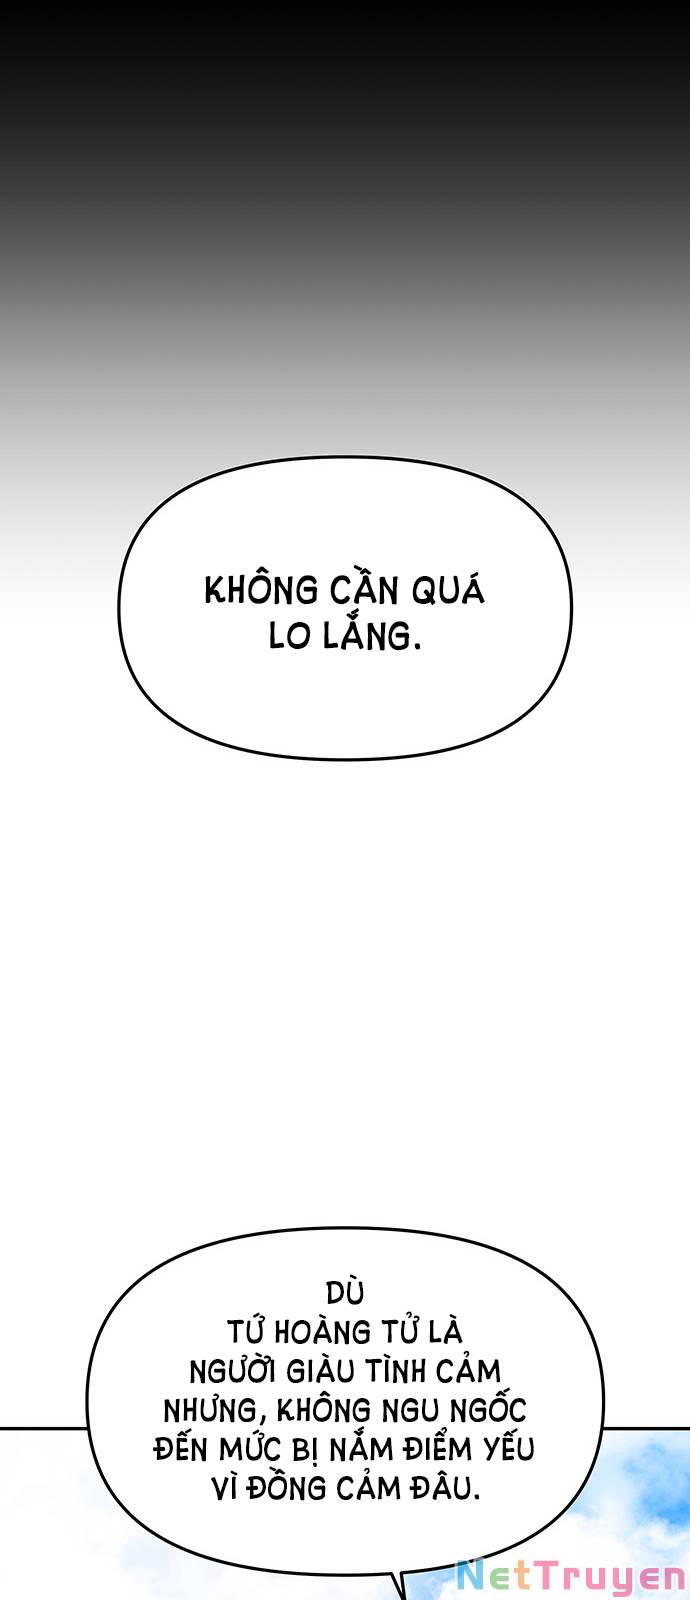 KHÔNG CẦN QUÁ
LO LẮNG.
DÙ
TỨ HOÀNG TỬ LÀ
NGƯỜI GIÀU TÌNH CẢM
NHƯNG, KHÔNG NGU NGỐC
ĐẾN MỨC BỊ NẮM ĐIỂM YẾU
VÌ ĐỒNG CẢM ĐÂU.
NetTruyen